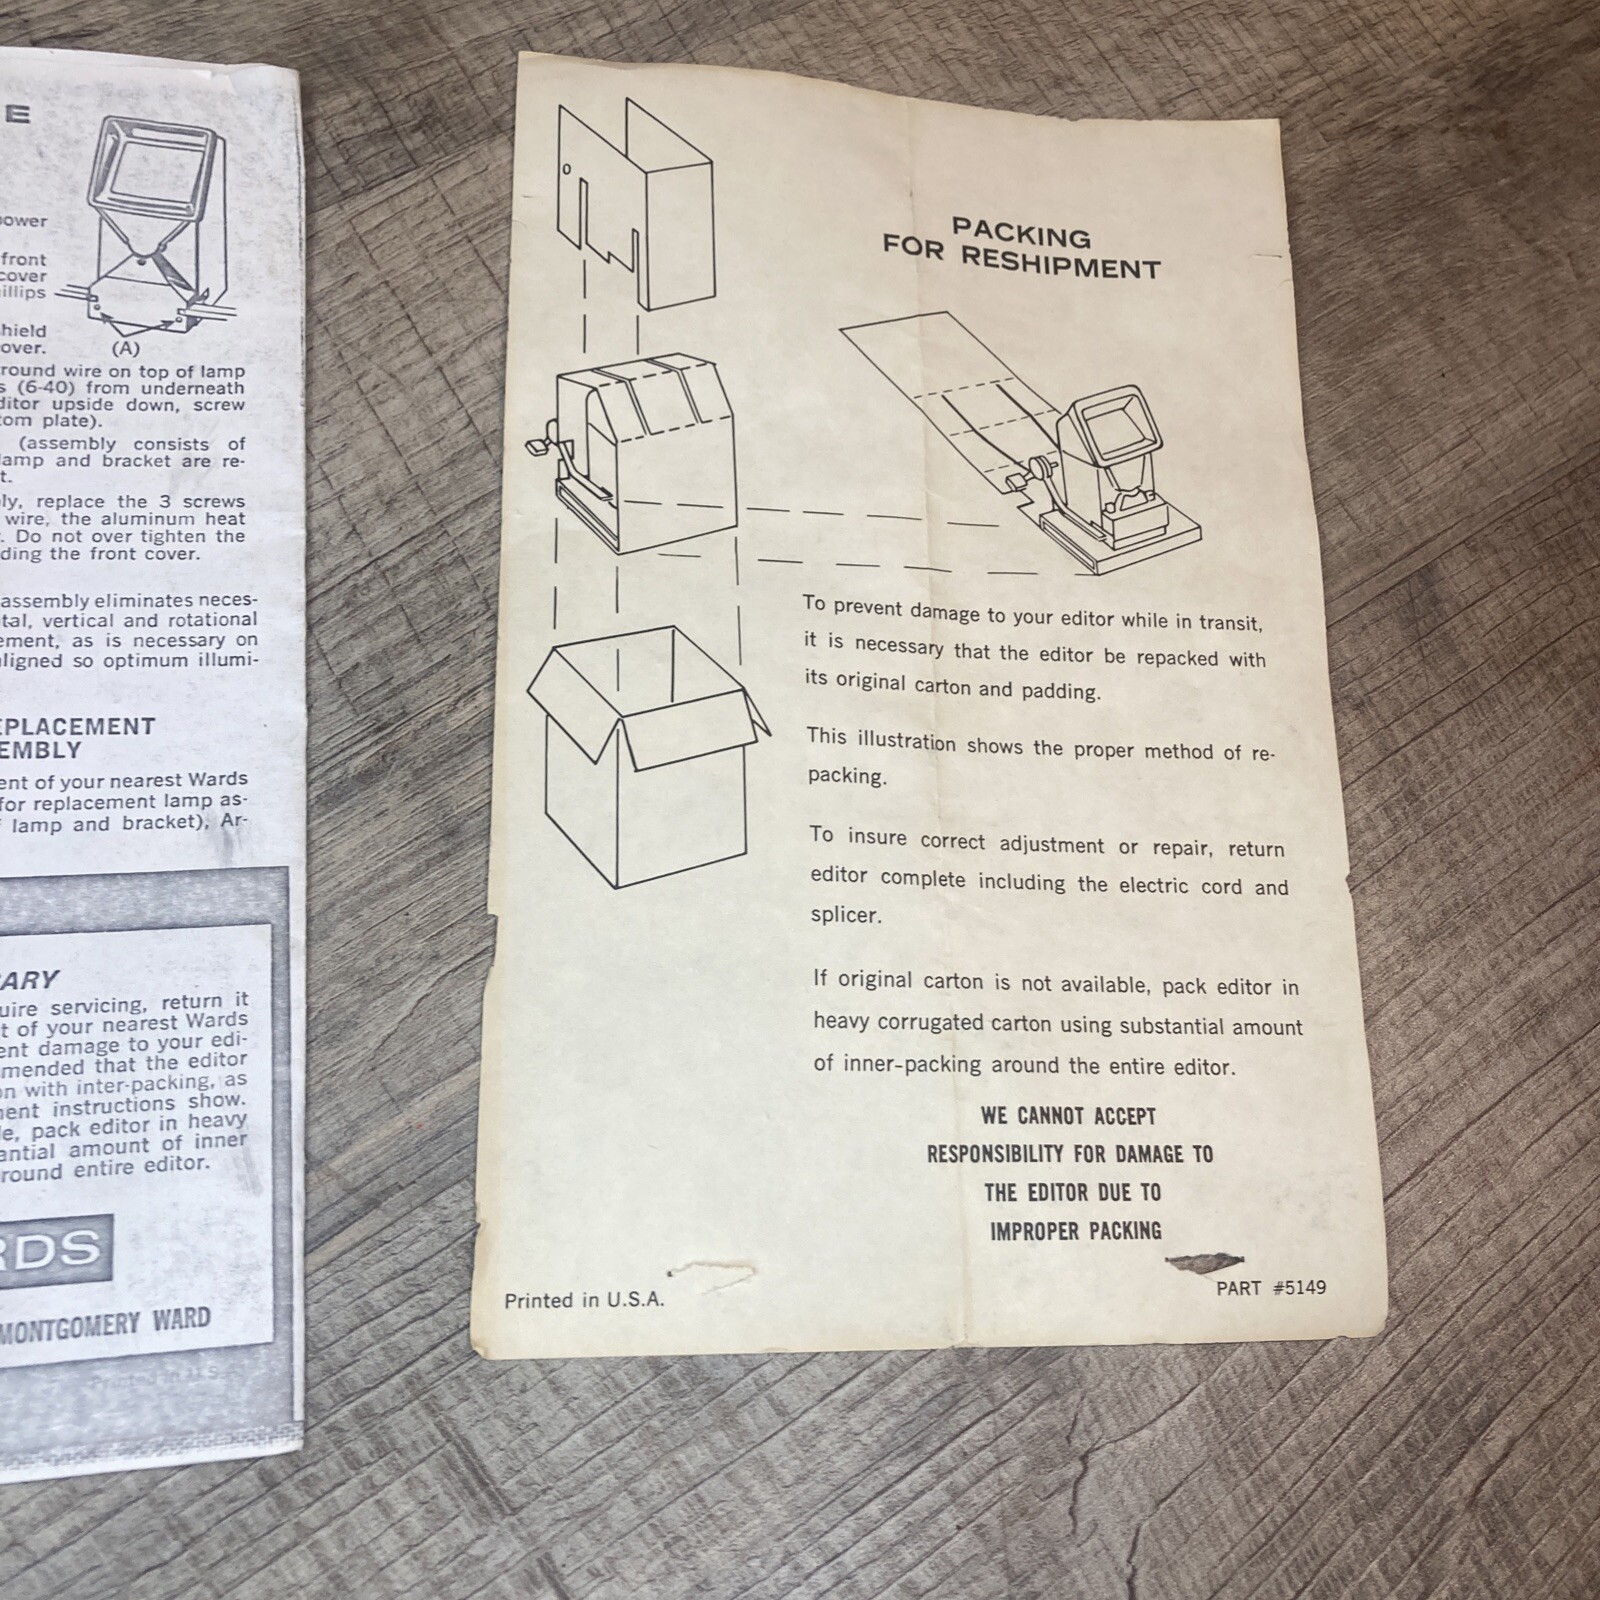 E
ower
front
cover
illips
hield
over.
(A)
round wire on top of lamp
s (6-40) from underneath
ditor upside down, screw
tom plate).
(assembly consists of
lamp and bracket are re-
t.
ly, replace the 3 screws
wire, the aluminum heat
. Do not over tighten the
ding the front cover.
assembly eliminates neces-
tal, vertical and rotational
ement, as is necessary on
ligned so optimum illumi-
EPLACEMENT
EMBLY
ent of your nearest Wards
for replacement lamp as-
lamp and bracket), Ar-
ARY
uire servicing, return it
t of your nearest Wards
ent damage to your edi-
mended that the editor
on with inter-packing, as
ment instructions show.
le, pack editor in heavy
antial amount of inner
round entire editor.
RDS
MONTGOMERY WARD
Printed in U.S.
PACKING
FOR RESHIPMENT
To prevent damage to your editor while in transit,
it is necessary that the editor be repacked with
its original carton and padding.
This illustration shows the proper method of re-
packing.
To insure correct adjustment or repair, return
editor complete including the electric cord and
splicer.
If original carton is not available, pack editor in
heavy corrugated carton using substantial amount
of inner-packing around the entire editor.
WE CANNOT ACCEPT
RESPONSIBILITY FOR DAMAGE TO
THE EDITOR DUE TO
IMPROPER PACKING
Printed in U.S.A.
PART #5149